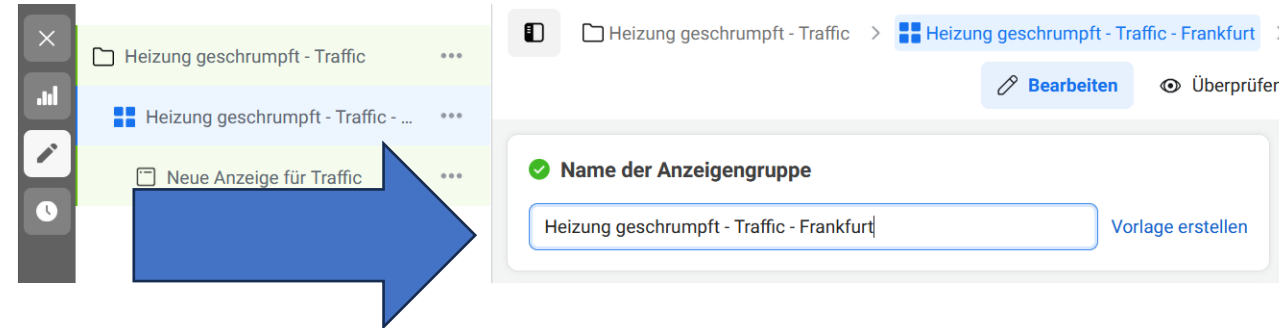 Heizung geschrumpft - Traffic
Heizung geschrumpft - Traffic - ...
Neue Anzeige für Traffic
Heizung geschrumpft - Traffic > Heizung geschrumpft - Traffic - Frankfurt
Bearbeiten Überprüfen
Name der Anzeigengruppe
Heizung geschrumpft - Traffic - Frankfurt
Vorlage erstellen